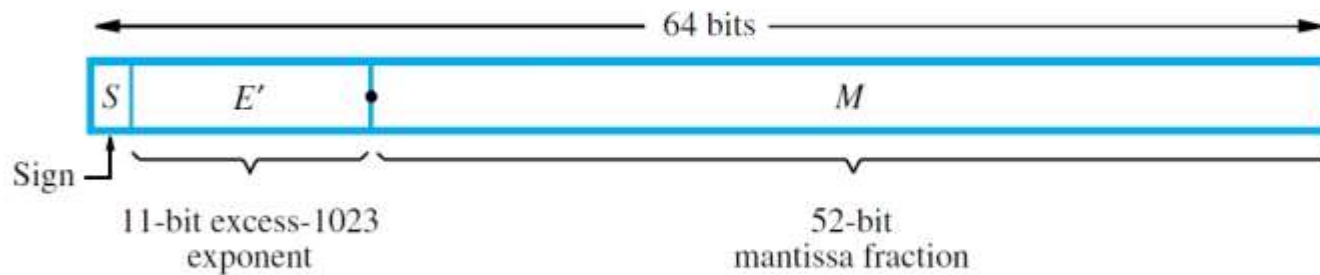 64 bits
S E′ M
Sign
11-bit excess-1023
exponent
52-bit
mantissa fraction